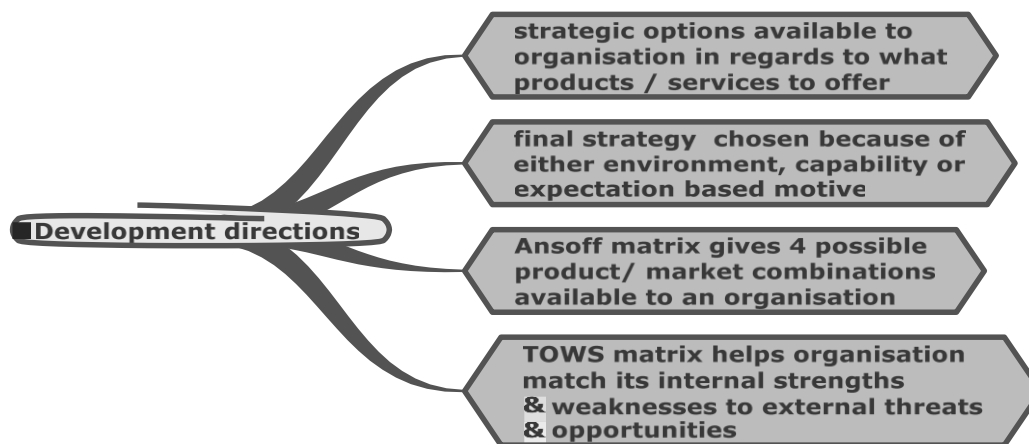 strategic options available to
organisation in regards to what
products / services to offer
final strategy chosen because of
either environment, capability or
expectation based motive
Development directions
Ansoff matrix gives 4 possible
product/ market combinations
available to an organisation
TOWS matrix helps organisation
match its internal strengths
& weaknesses to external threats
& opportunities